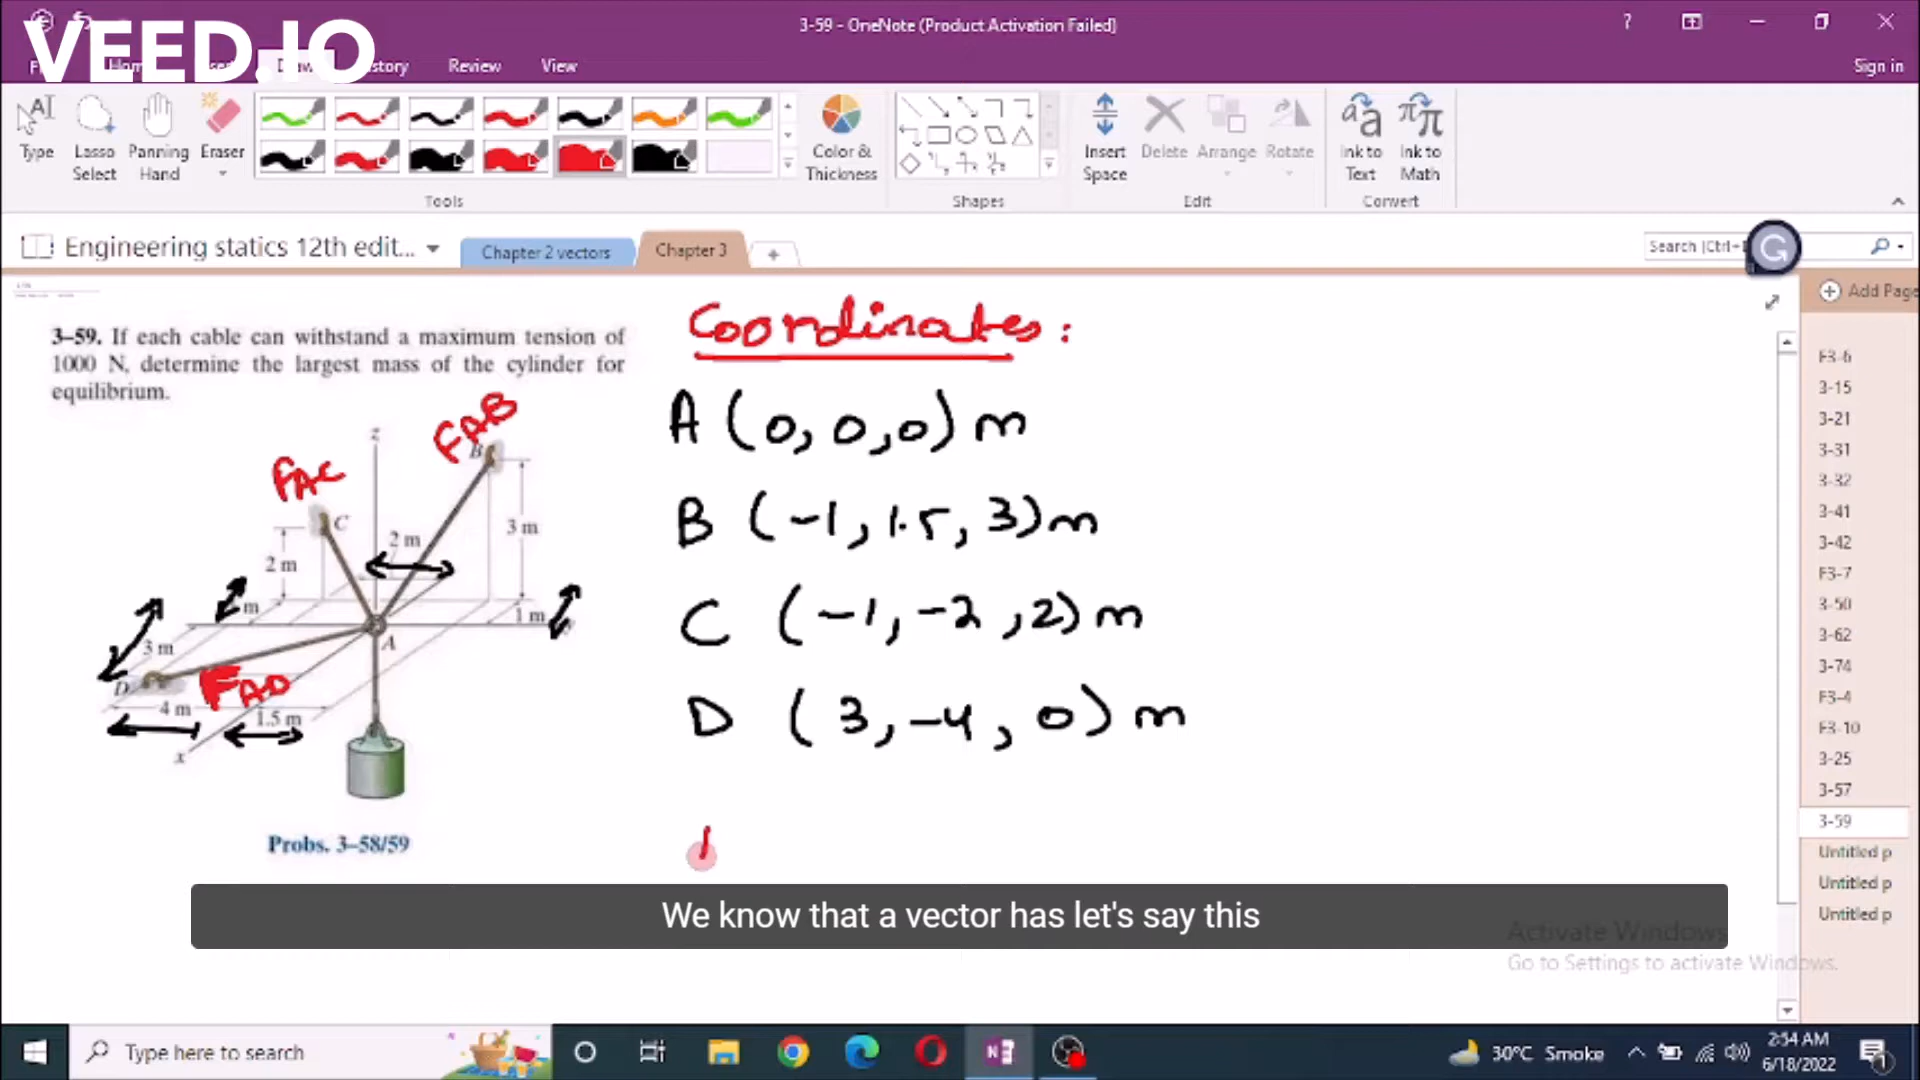 VEED.IO
3-59 - OneNote (Product Activation Failed)
?
Review
View
Sign in
Type
Lasso Select
Panning Hand
Eraser
Color & Thickness
Insert Space
Delete
Arrange
Rotate
Ink to Text
Ink to Math
Tools
Shapes
Edit
Convert
Engineering statics 12th edit...
Chapter 2 vectors
Chapter 3
Add Page
3–59. If each cable can withstand a maximum tension of
1000 N, determine the largest mass of the cylinder for
equilibrium.
Coordinates:
A (0, 0, 0) m
B (-1, 1.5, 3) m
C (-1, -2, 2) m
D (3, -4, 0) m
FAB
FAC
FAD
z
B
C
2 m
3 m
2 m
m
1 m
3 m
A
D
4 m
1.5 m
x
Probs. 3–58/59
F3-6
3-15
3-21
3-31
3-32
3-41
3-42
F3-7
3-50
3-62
3-74
F3-4
F3-10
3-25
3-57
3-59
Untitled p
Untitled p
Untitled p
We know that a vector has let's say this
Activate Windows
Go to Settings to activate Windows.
Type here to search
30°C Smoke
2:54 AM
6/18/2022